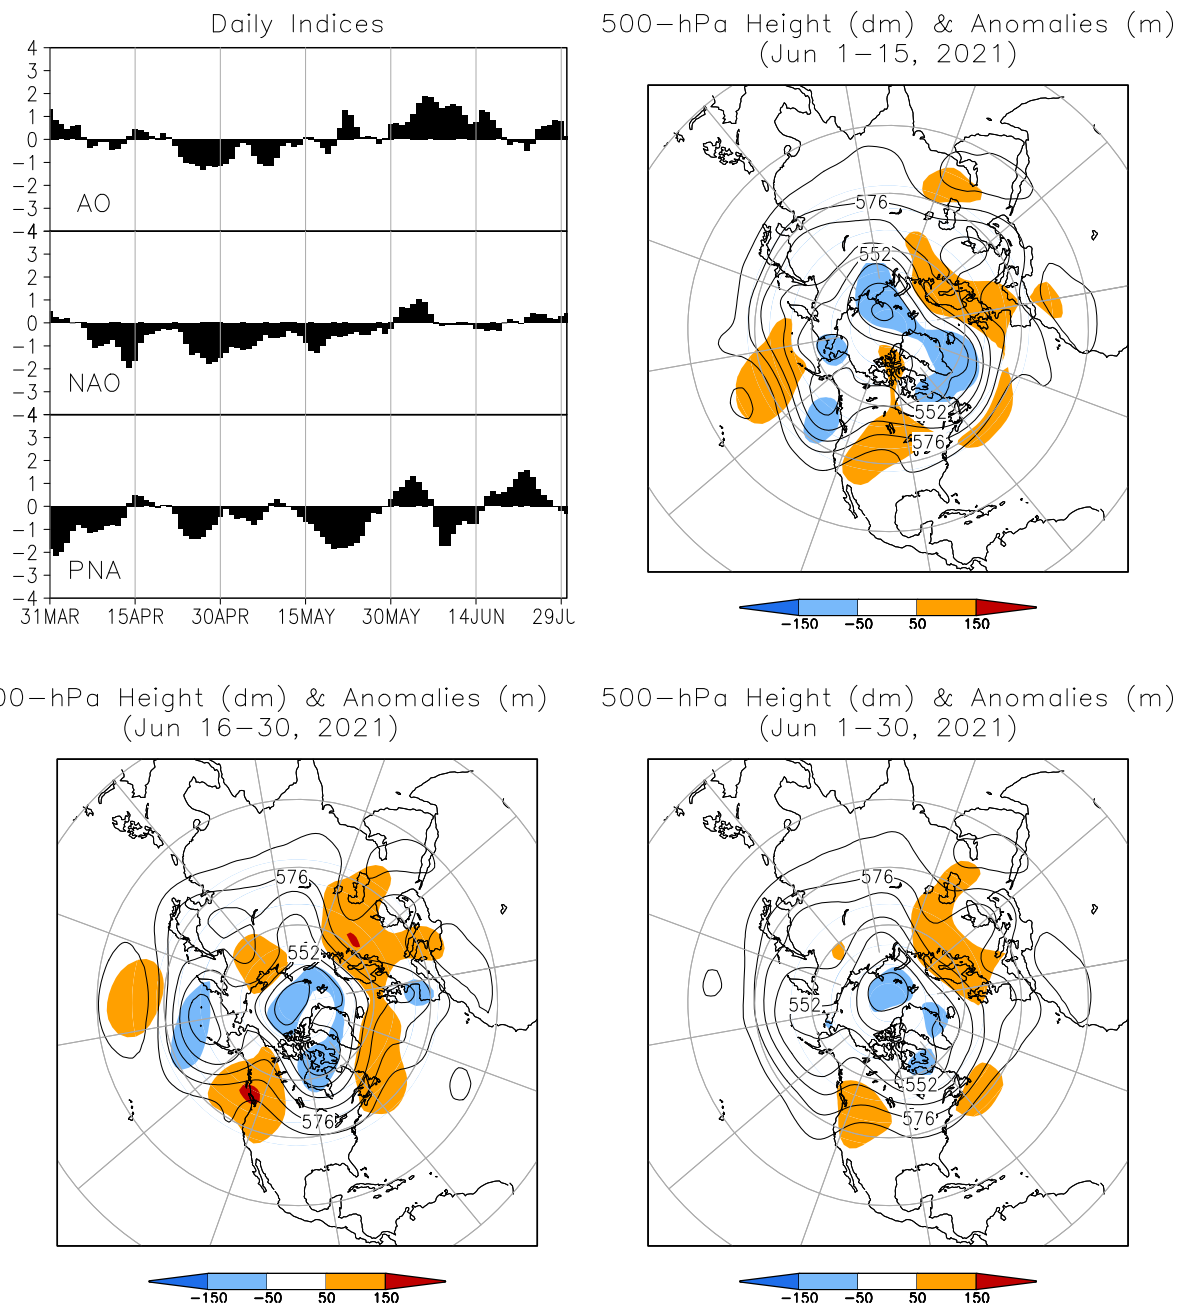 Daily Indices
4
3
2
1
0
-1
-2
-3
-4
AO
3
2
1
0
-1
-2
-3
-4
NAO
3
2
1
0
-1
-2
-3
-4
PNA
31MAR 15APR 30APR 15MAY 30MAY 14JUN 29JU
500-hPa Height (dm) & Anomalies (m)
(Jun 1-15, 2021)
576
552
552
576
-150 -50 50 150
00-hPa Height (dm) & Anomalies (m)
(Jun 16-30, 2021)
576
552
576
-150 -50 50 150
500-hPa Height (dm) & Anomalies (m)
(Jun 1-30, 2021)
576
552
552
576
-150 -50 50 150